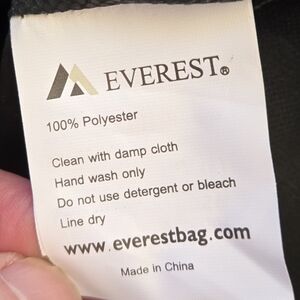 EVEREST®
100% Polyester
Clean with damp cloth
Hand wash only
Do not use detergent or bleach
Line dry
www.everestbag.com
Made in China